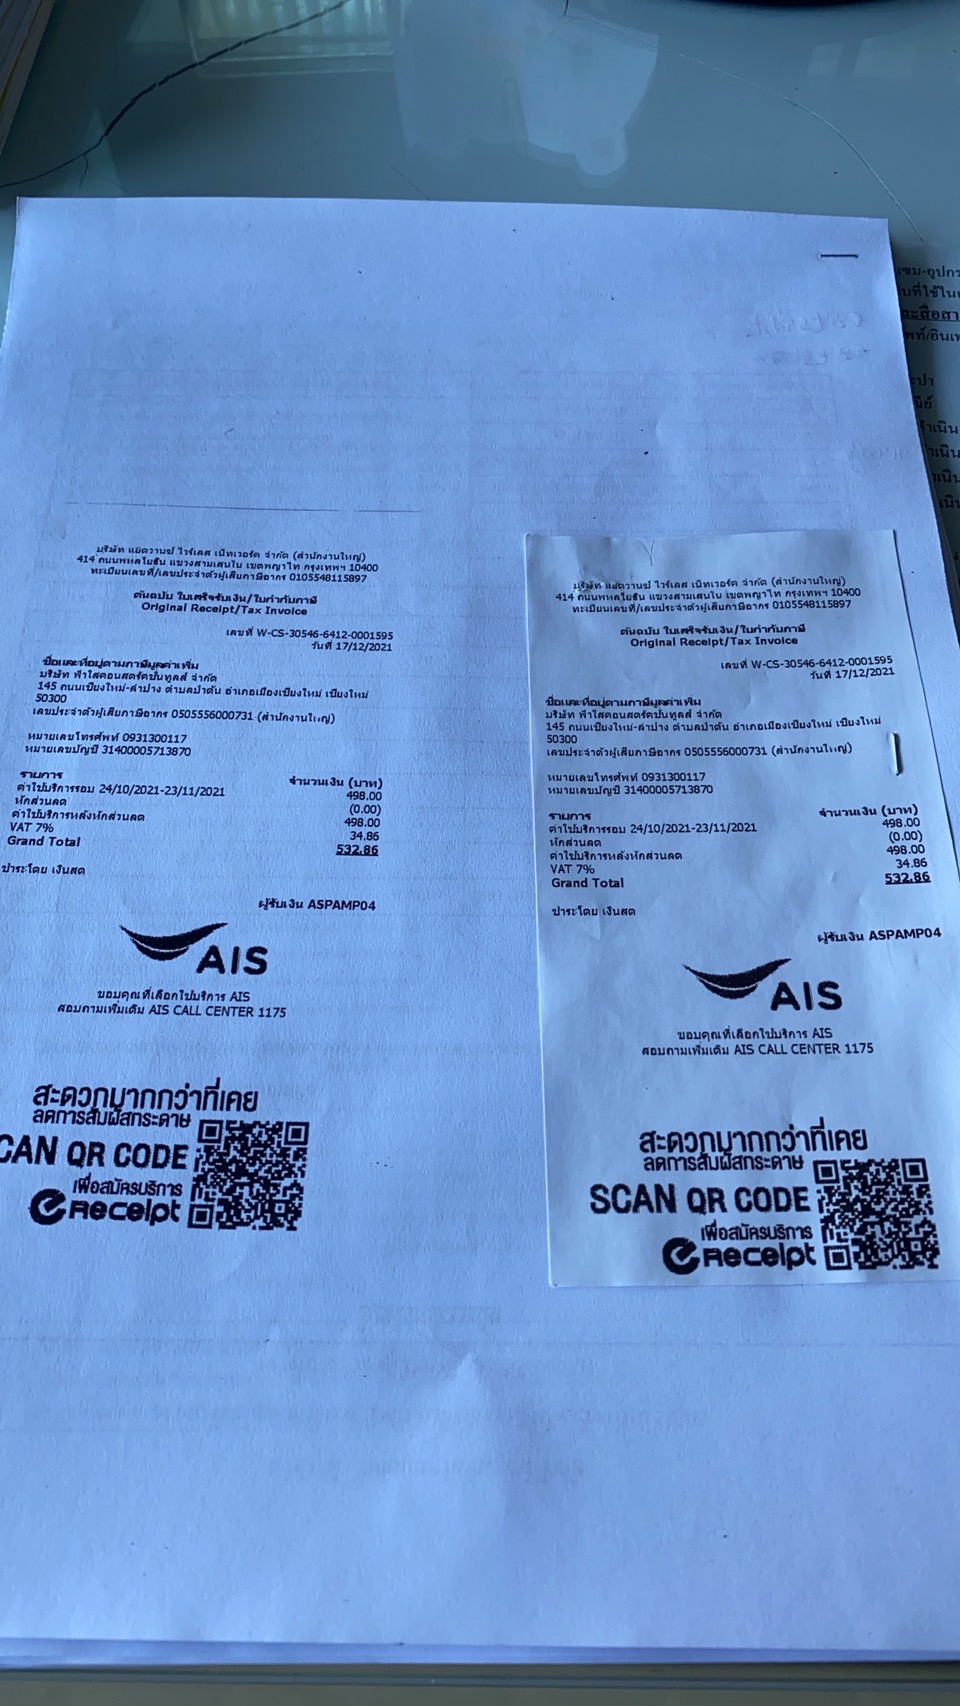 บริษัท แอดวานซ์ ไวร์เลส เน็ทเวอร์ค จำกัด (สำนักงานใหญ่)
414 ถนนพหลโยธิน แขวงสามเสนใน เขตพญาไท กรุงเทพฯ 10400
ทะเบียนเลขที่/เลขประจำตัวผู้เสียภาษีอากร 0105548115897
ต้นฉบับ ใบเสร็จรับเงิน/ใบกำกับภาษี
Original Receipt/Tax Invoice
เลขที่ W-CS-30546-6412-0001595
วันที่ 17/12/2021
ชื่อและที่อยู่ตามภาษีมูลค่าเพิ่ม
บริษัท ฟ้าใสคอนสตรัคชั่นทูลส์ จำกัด
145 ถนนเชียงใหม่-ลำปาง ตำบลป่าตัน อำเภอเมืองเชียงใหม่ เชียงใหม่
50300
เลขประจำตัวผู้เสียภาษีอากร 0505556000731 (สำนักงานใหญ่)
หมายเลขโทรศัพท์ 0931300117
หมายเลขบัญชี 31400005713870
รายการ จำนวนเงิน (บาท)
ค่าใช้บริการรอบ 24/10/2021-23/11/2021 498.00
หักส่วนลด (0.00)
ค่าใช้บริการหลังหักส่วนลด 498.00
VAT 7% 34.86
Grand Total 532.86
ชำระโดย เงินสด
ผู้รับเงิน ASPAMP04
AIS
ขอบคุณที่เลือกใช้บริการ AIS
สอบถามเพิ่มเติม AIS CALL CENTER 1175
สะดวกมากกว่าที่เคย
ลดการสัมผัสกระดาษ
CAN QR CODE
เพื่อสมัครบริการ
eReceipt
บริษัท แอดวานซ์ ไวร์เลส เน็ทเวอร์ค จำกัด (สำนักงานใหญ่)
414 ถนนพหลโยธิน แขวงสามเสนใน เขตพญาไท กรุงเทพฯ 10400
ทะเบียนเลขที่/เลขประจำตัวผู้เสียภาษีอากร 0105548115897
ต้นฉบับ ใบเสร็จรับเงิน/ใบกำกับภาษี
Original Receipt/Tax Invoice
เลขที่ W-CS-30546-6412-0001595
วันที่ 17/12/2021
ชื่อและที่อยู่ตามภาษีมูลค่าเพิ่ม
บริษัท ฟ้าใสคอนสตรัคชั่นทูลส์ จำกัด
145 ถนนเชียงใหม่-ลำปาง ตำบลป่าตัน อำเภอเมืองเชียงใหม่ เชียงใหม่
50300
เลขประจำตัวผู้เสียภาษีอากร 0505556000731 (สำนักงานใหญ่)
หมายเลขโทรศัพท์ 0931300117
หมายเลขบัญชี 31400005713870
รายการ จำนวนเงิน (บาท)
ค่าใช้บริการรอบ 24/10/2021-23/11/2021 498.00
หักส่วนลด (0.00)
ค่าใช้บริการหลังหักส่วนลด 498.00
VAT 7% 34.86
Grand Total 532.86
ชำระโดย เงินสด
ผู้รับเงิน ASPAMP04
AIS
ขอบคุณที่เลือกใช้บริการ AIS
สอบถามเพิ่มเติม AIS CALL CENTER 1175
สะดวกมากกว่าที่เคย
ลดการสัมผัสกระดาษ
SCAN QR CODE
เพื่อสมัครบริการ
eReceipt